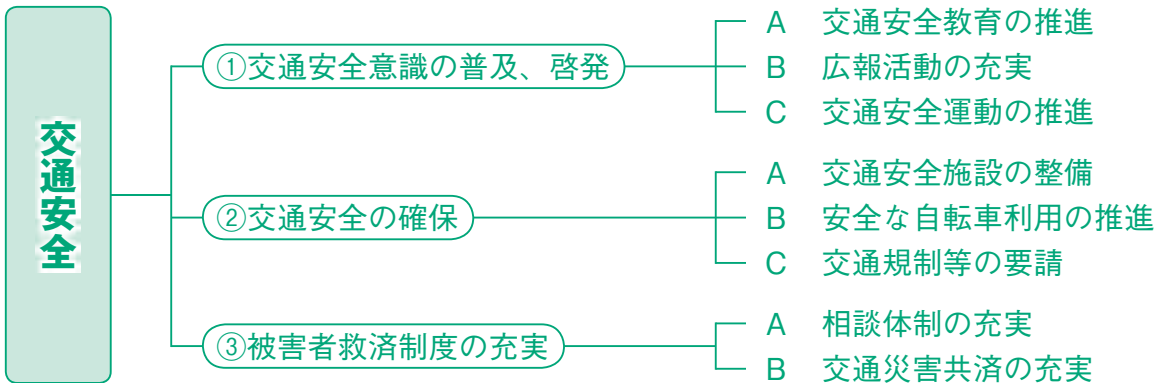 交通安全
①交通安全意識の普及、啓発
A 交通安全教育の推進
B 広報活動の充実
C 交通安全運動の推進
②交通安全の確保
A 交通安全施設の整備
B 安全な自転車利用の推進
C 交通規制等の要請
③被害者救済制度の充実
A 相談体制の充実
B 交通災害共済の充実